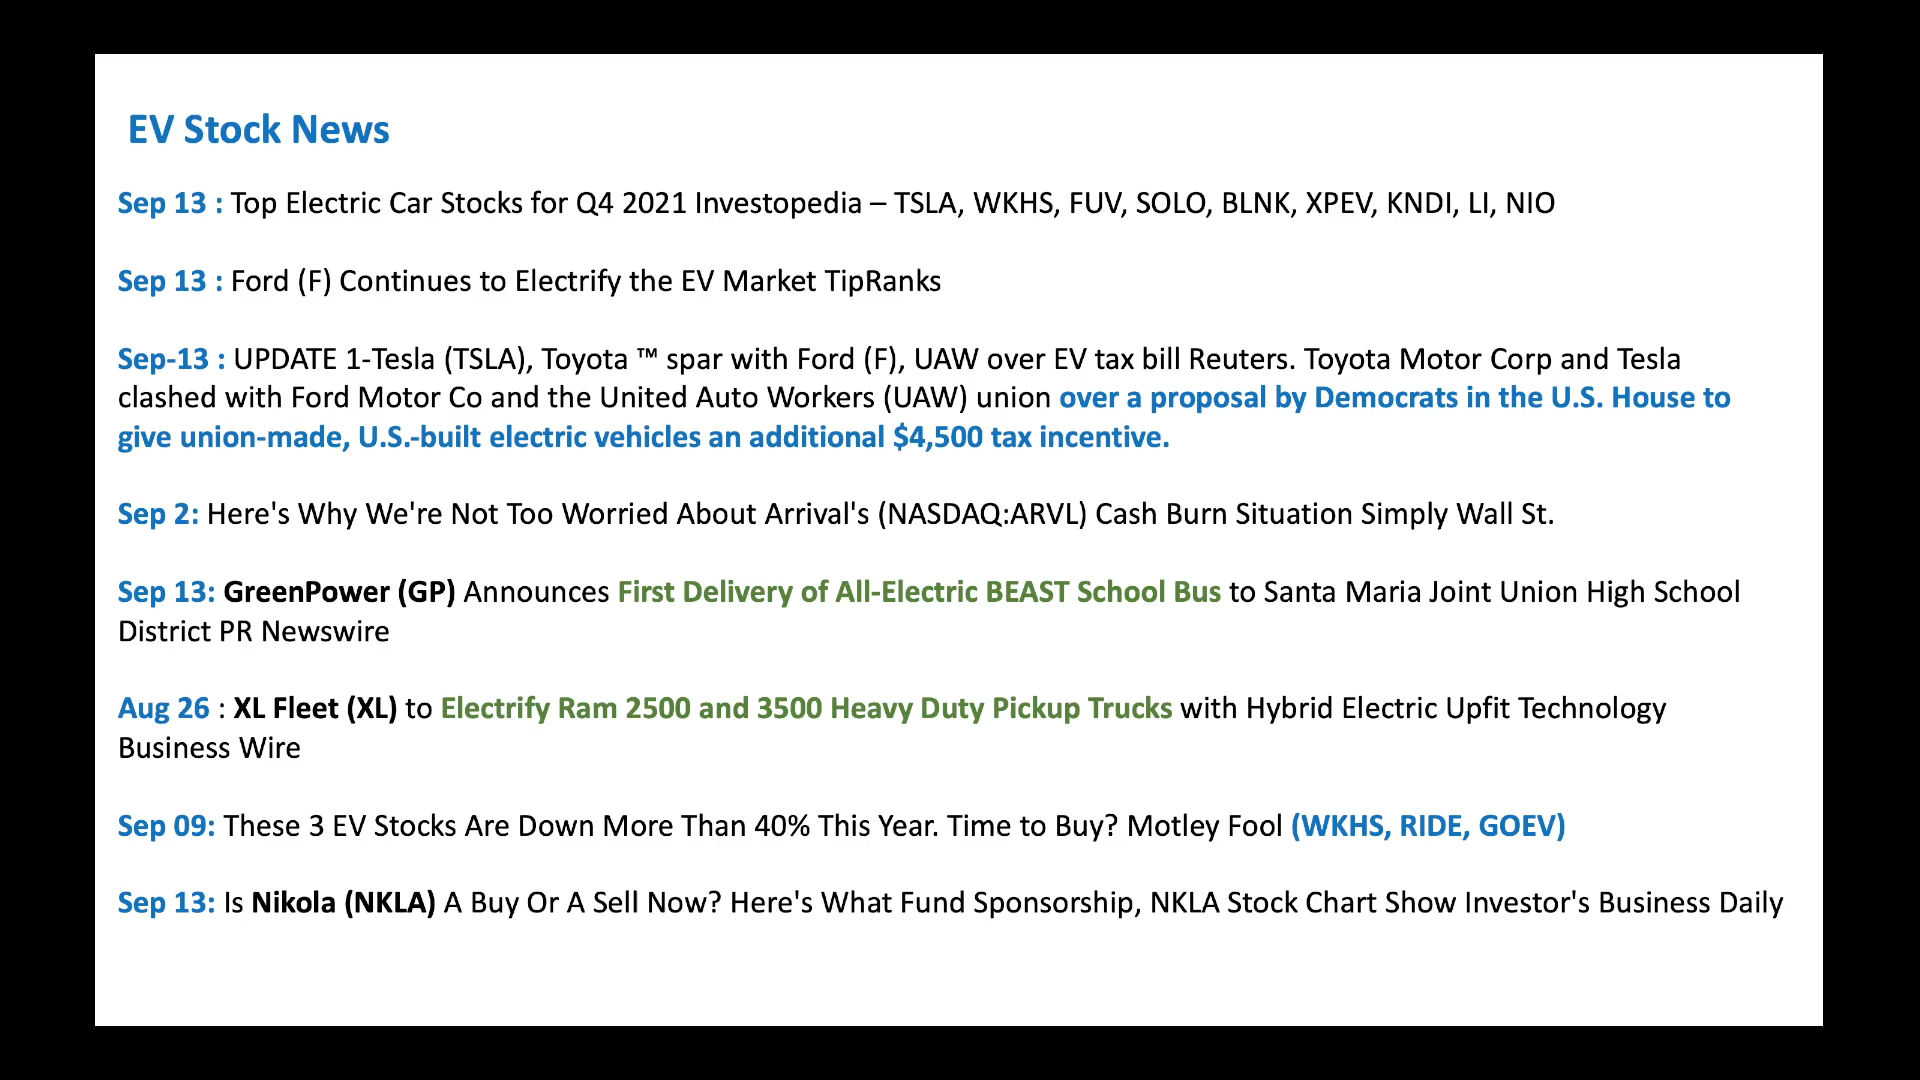 EV Stock News
Sep 13 : Top Electric Car Stocks for Q4 2021 Investopedia – TSLA, WKHS, FUV, SOLO, BLNK, XPEV, KNDI, LI, NIO
Sep 13 : Ford (F) Continues to Electrify the EV Market TipRanks
Sep-13 : UPDATE 1-Tesla (TSLA), Toyota ™ spar with Ford (F), UAW over EV tax bill Reuters. Toyota Motor Corp and Tesla
clashed with Ford Motor Co and the United Auto Workers (UAW) union over a proposal by Democrats in the U.S. House to
give union-made, U.S.-built electric vehicles an additional $4,500 tax incentive.
Sep 2: Here's Why We're Not Too Worried About Arrival's (NASDAQ:ARVL) Cash Burn Situation Simply Wall St.
Sep 13: GreenPower (GP) Announces First Delivery of All-Electric BEAST School Bus to Santa Maria Joint Union High School
District PR Newswire
Aug 26 : XL Fleet (XL) to Electrify Ram 2500 and 3500 Heavy Duty Pickup Trucks with Hybrid Electric Upfit Technology
Business Wire
Sep 09: These 3 EV Stocks Are Down More Than 40% This Year. Time to Buy? Motley Fool (WKHS, RIDE, GOEV)
Sep 13: Is Nikola (NKLA) A Buy Or A Sell Now? Here's What Fund Sponsorship, NKLA Stock Chart Show Investor's Business Daily